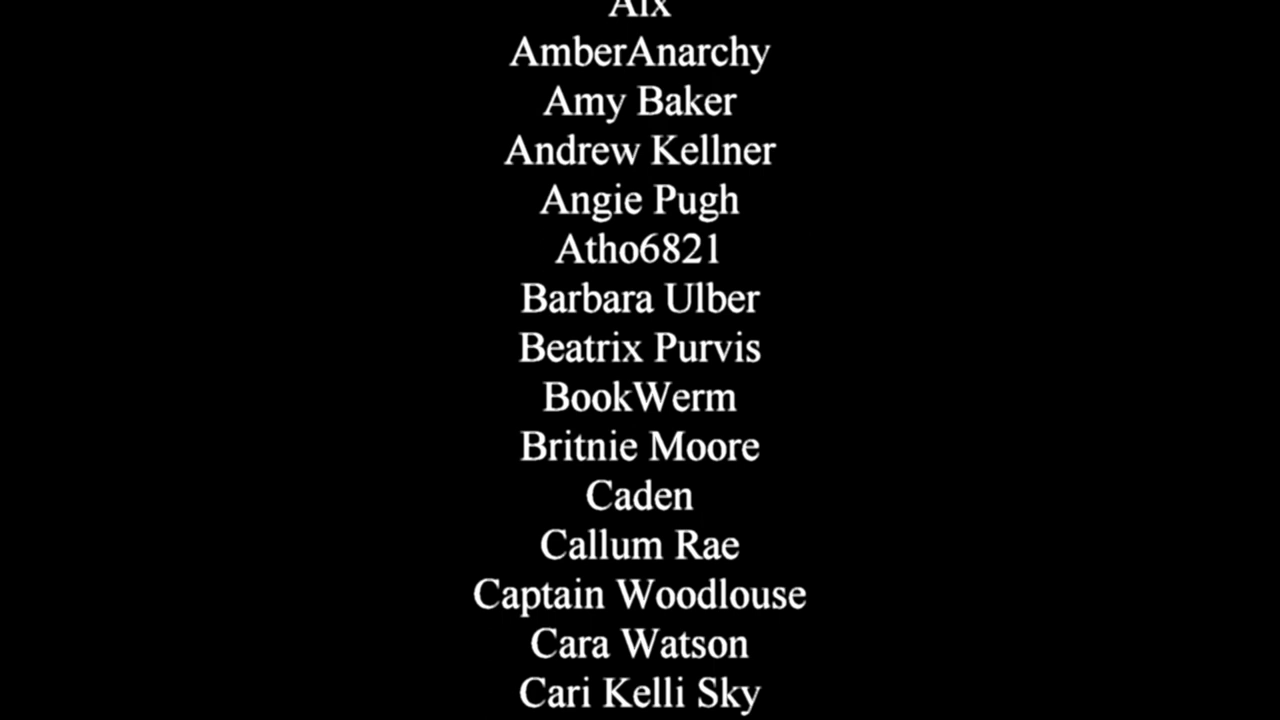 AmberAnarchy
Amy Baker
Andrew Kellner
Angie Pugh
Atho6821
Barbara Ulber
Beatrix Purvis
BookWerm
Britnie Moore
Caden
Callum Rae
Captain Woodlouse
Cara Watson
Cari Kelli Sky